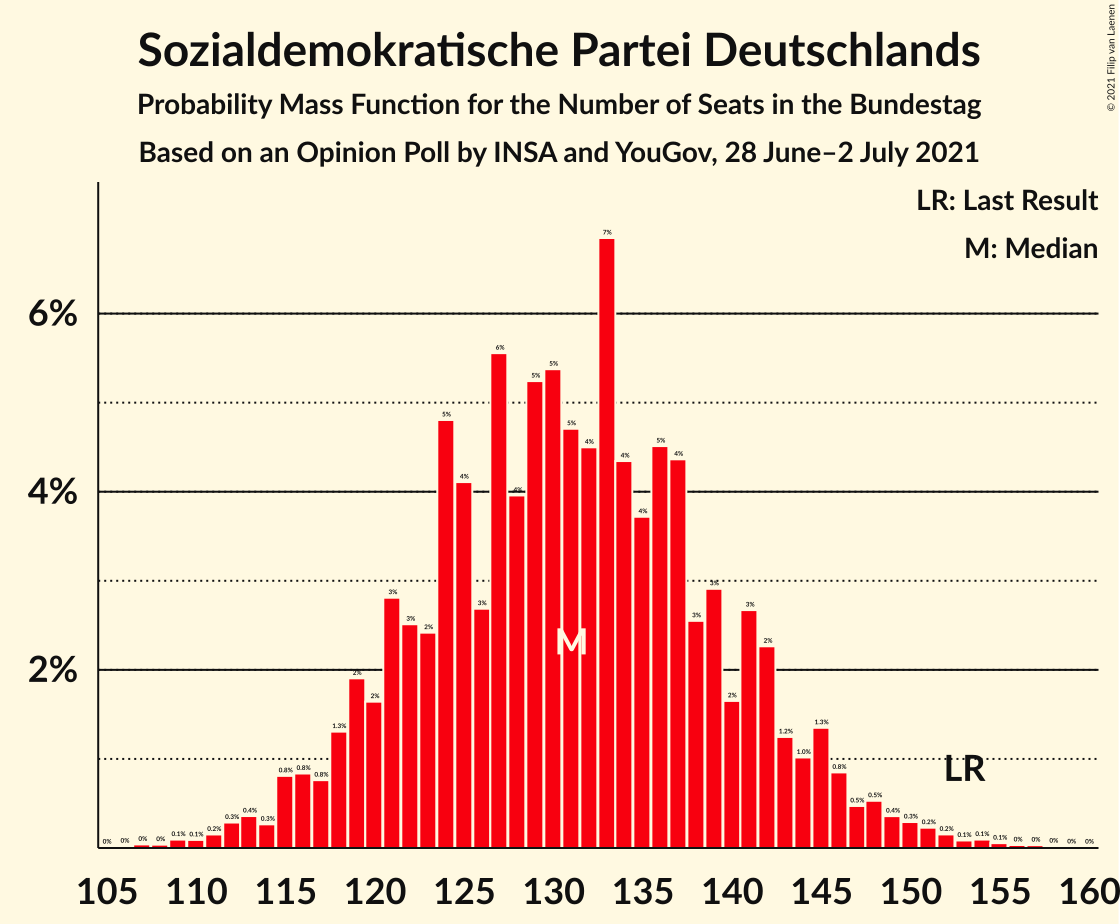 Sozialdemokratische Partei Deutschlands
Probability Mass Function for the Number of Seats in the Bundestag
Based on an Opinion Poll by INSA and YouGov, 28 June–2 July 2021
© 2021 Filip van Laenen
LR: Last Result
M: Median
6%
4%
2%
0% 0% 0% 0% 0.1% 0.1% 0.2% 0.3% 0.4% 0.3% 0.8% 0.8% 0.8% 1.3% 2% 2% 3% 3% 2% 5% 4% 3% 6% 4% 5% 5% 5% 4% 7% 4% 4% 5% 4% 3% 3% 2% 3% 2% 1.2% 1.0% 1.3% 0.8% 0.5% 0.5% 0.4% 0.3% 0.2% 0.2% 0.1% 0.1% 0.1% 0% 0% 0% 0% 0%
M
LR
105 110 115 120 125 130 135 140 145 150 155 160